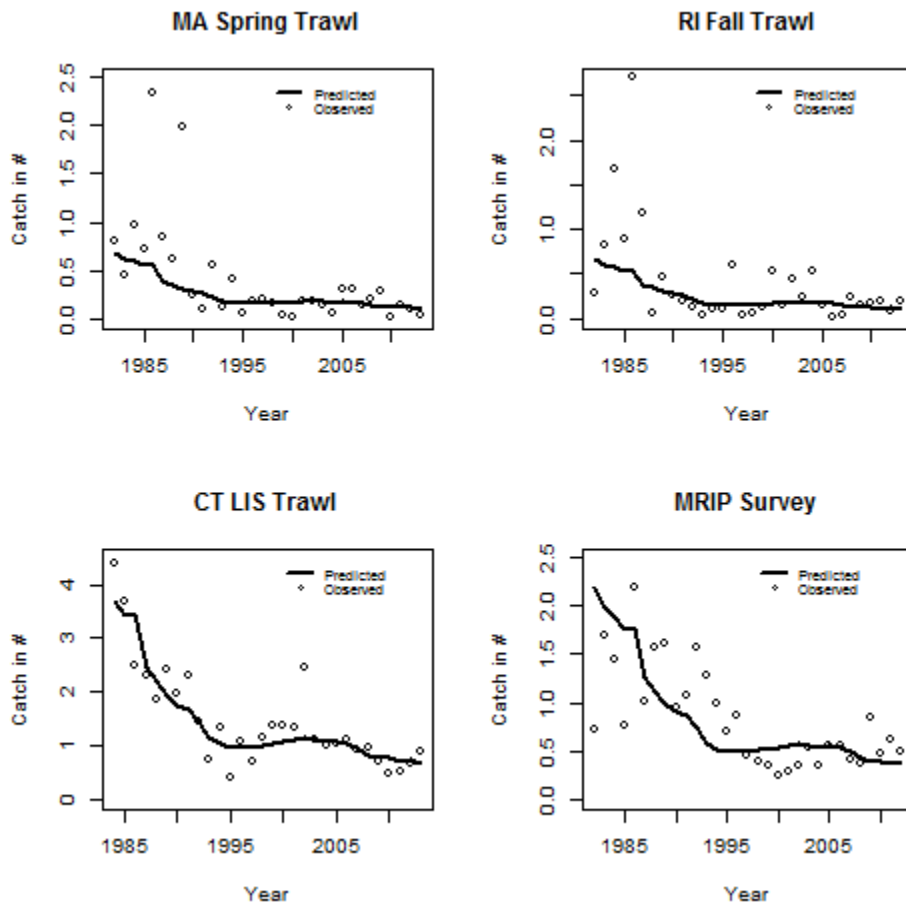 MA Spring Trawl
Catch in #
2.5
2.0
1.5
1.0
0.5
0.0
Predicted
Observed
1985
1995
2005
Year
RI Fall Trawl
Catch in #
2.0
1.0
0.0
Predicted
Observed
1985
1995
2005
Year
CT LIS Trawl
Catch in #
4
3
2
1
0
Predicted
Observed
1985
1995
2005
Year
MRIP Survey
Catch in #
2.5
2.0
1.5
1.0
0.5
0.0
Predicted
Observed
1985
1995
2005
Year